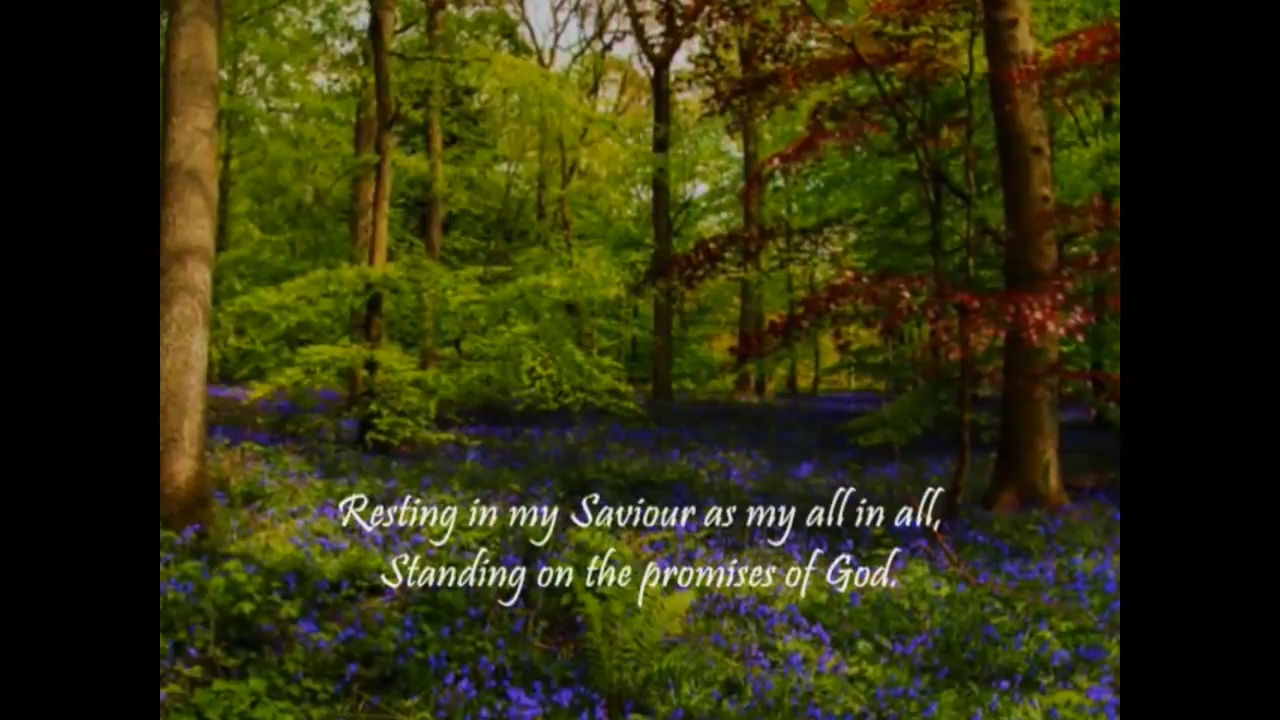 Resting in my Saviour as my all in all,
Standing on the promises of God.